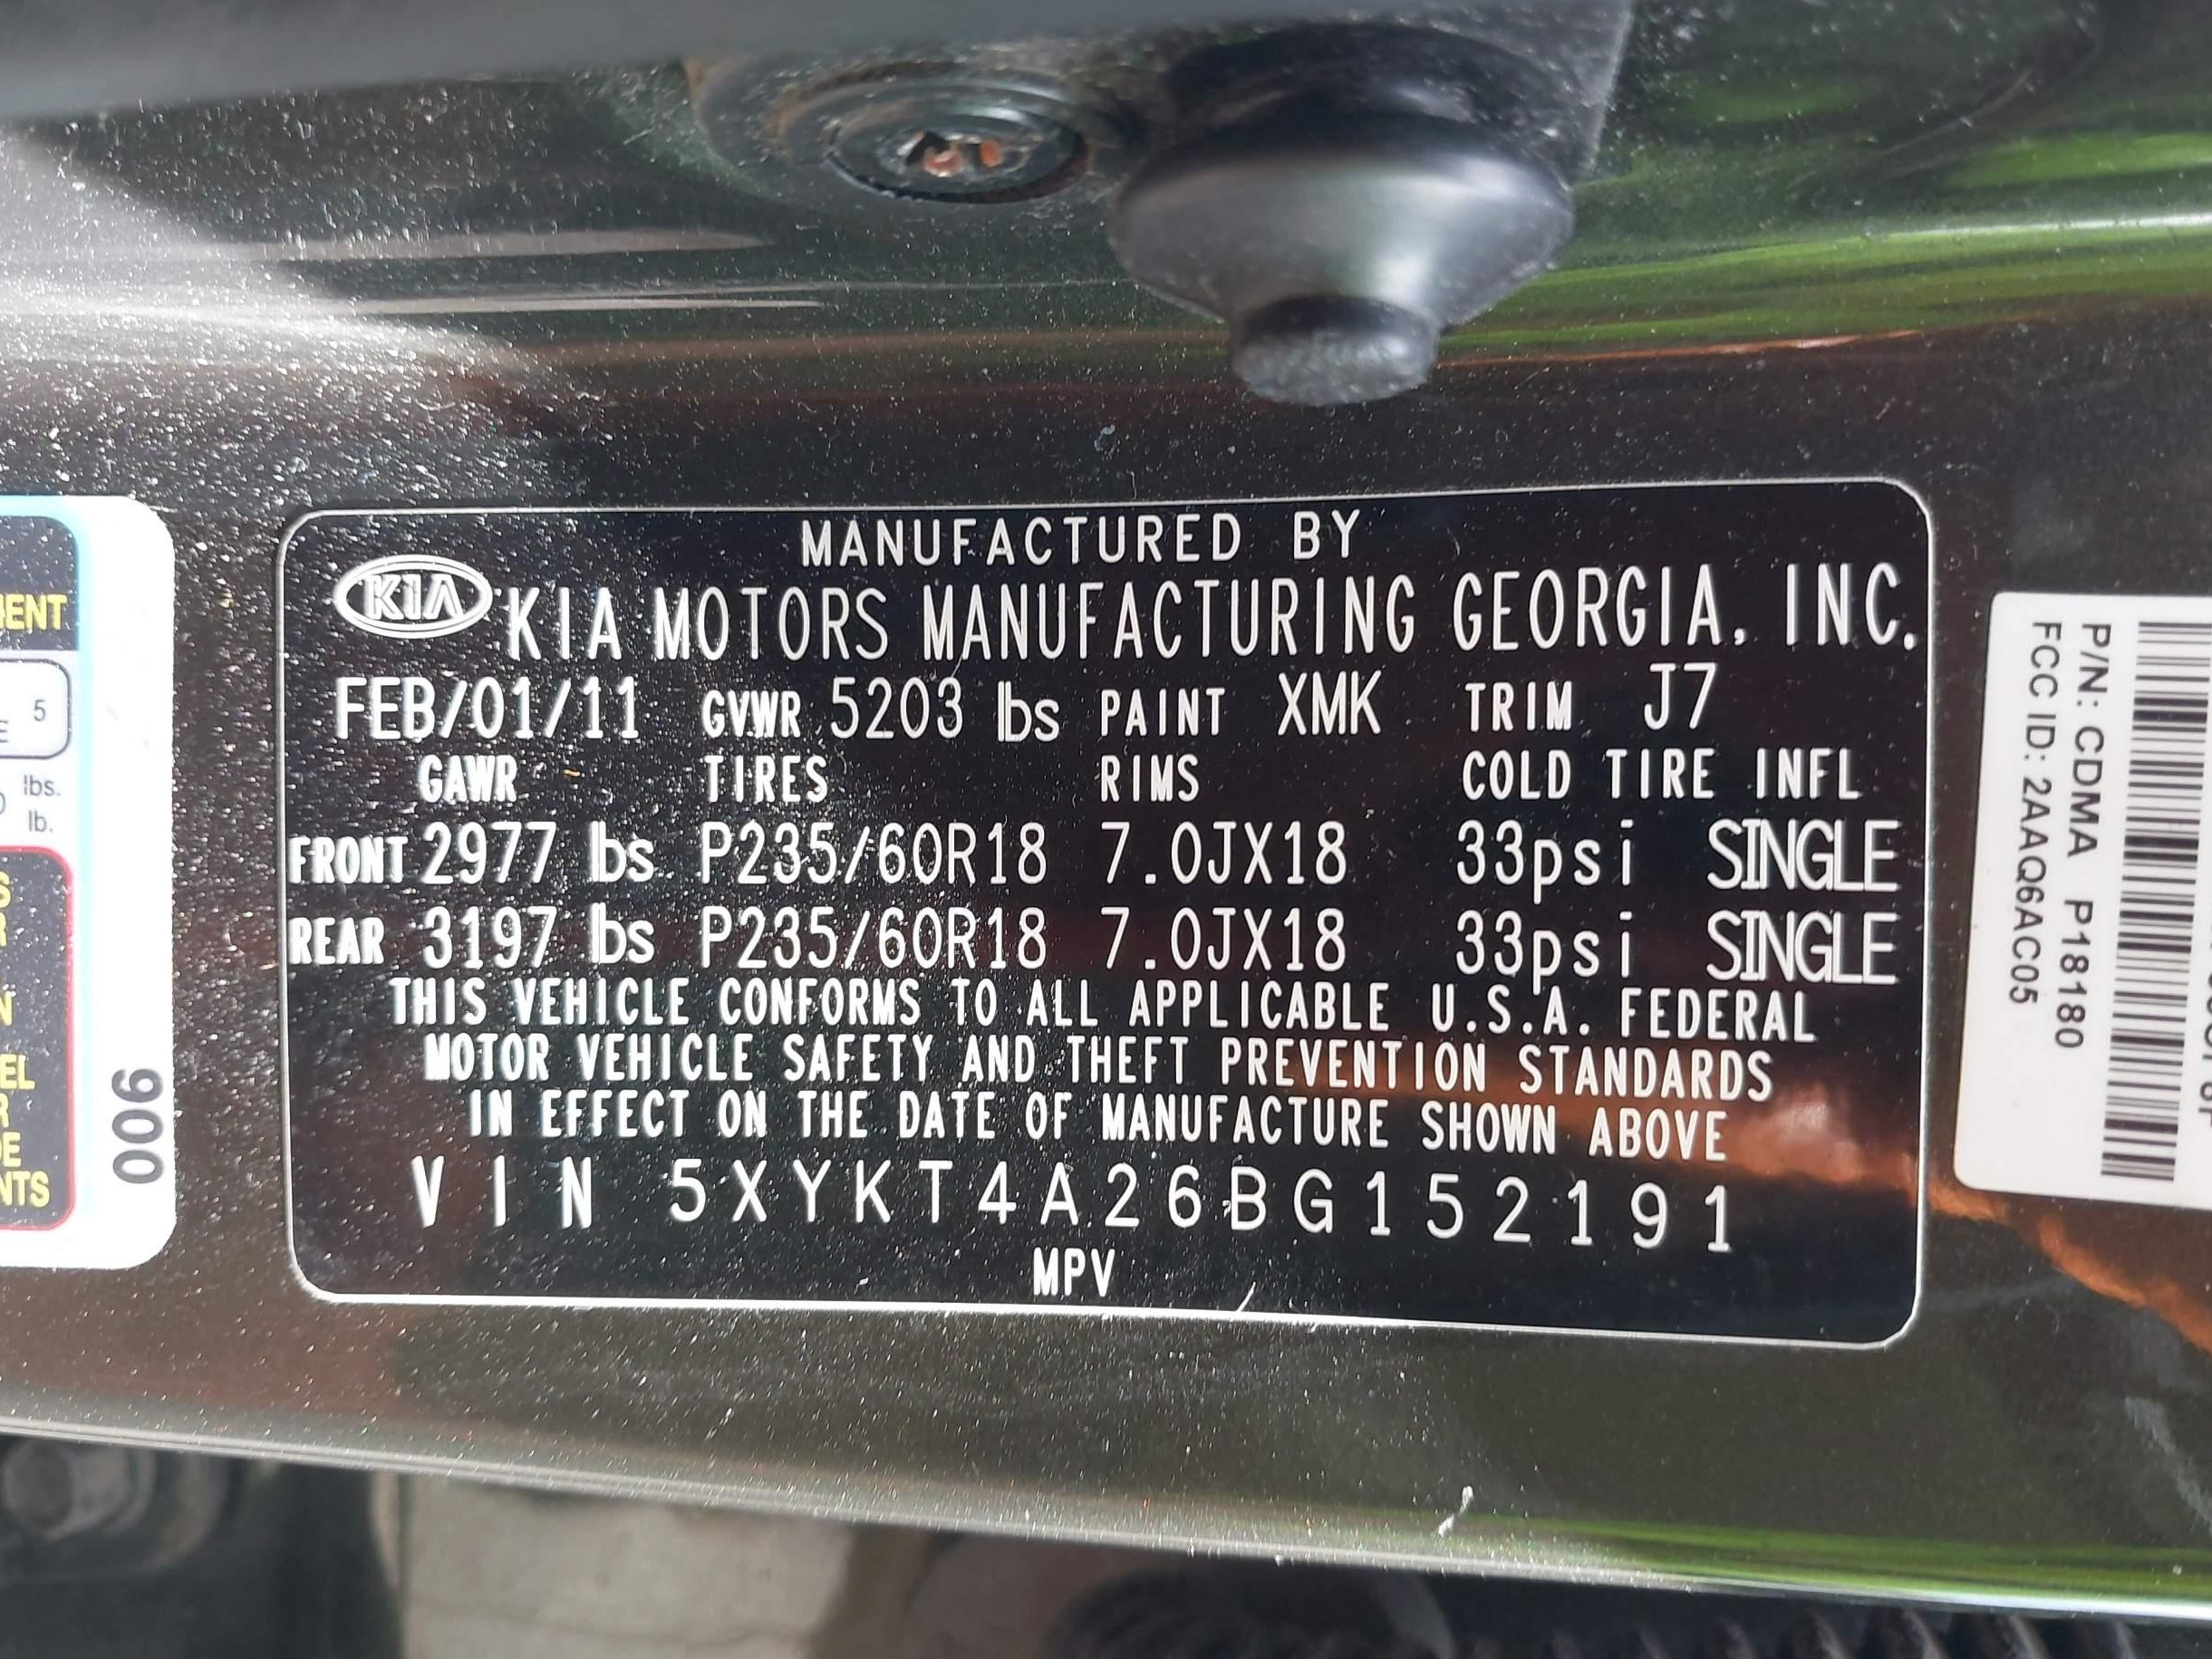 MANUFACTURED BY
KIA KIA MOTORS MANUFACTURING GEORGIA, INC.
FEB/01/11 GVWR 5203 lbs PAINT XMK TRIM J7
GAWR TIRES RIMS COLD TIRE INFL
FRONT 2977 lbs P235/60R18 7.0JX18 33psi SINGLE
REAR 3197 lbs P235/60R18 7.0JX18 33psi SINGLE
THIS VEHICLE CONFORMS TO ALL APPLICABLE U.S.A. FEDERAL
MOTOR VEHICLE SAFETY AND THEFT PREVENTION STANDARDS
IN EFFECT ON THE DATE OF MANUFACTURE SHOWN ABOVE
VIN 5XYKT4A26BG152191
MPV
5
lbs.
lb.
006
P/N: CDMA P18180
FCC ID: 2AAQ6AC05